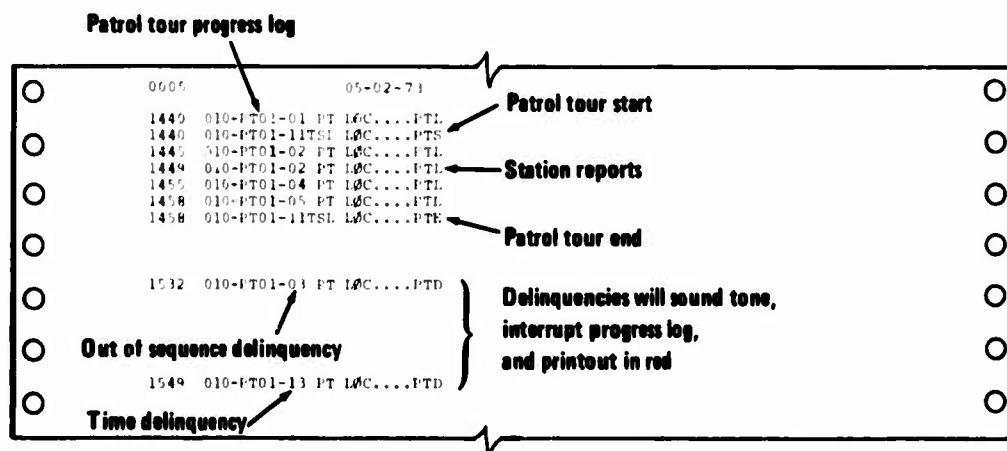 Patrol tour progress log
0005 05-02-73
Patrol tour start
1440 010-PT01-01 PT LØC....PTL
1440 010-PT01-11TSL LØC....PTS
1445 010-PT01-02 PT LØC....PTL
1449 010-PT01-02 PT LØC....PTL
Station reports
1455 010-PT01-04 PT LØC....PTL
1458 010-PT01-05 PT LØC....PTL
1458 010-PT01-11TSL LØC....PTE
Patrol tour end
1532 010-PT01-03 PT LØC....PTD
Delinquencies will sound tone,
interrupt progress log,
and printout in red
Out of sequence delinquency
1549 010-PT01-13 PT LØC....PTD
Time delinquency